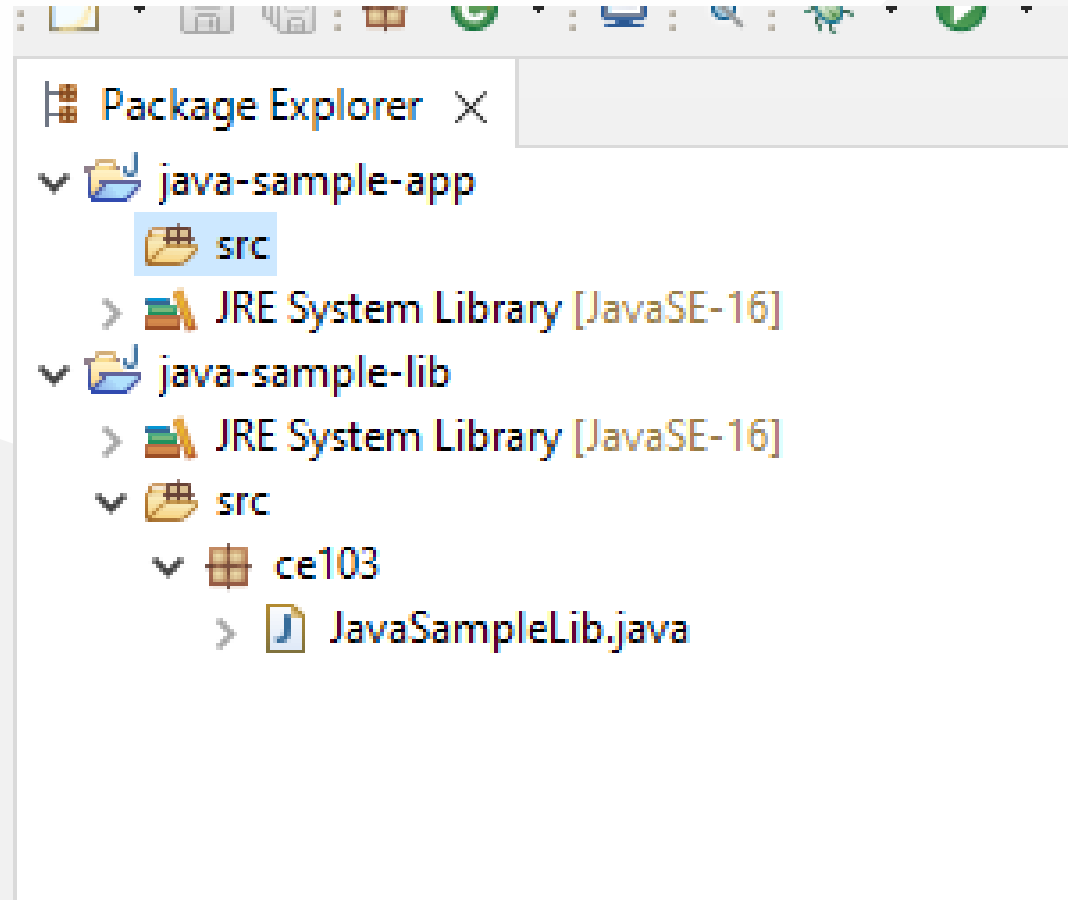 Package Explorer
java-sample-app
src
JRE System Library [JavaSE-16]
java-sample-lib
JRE System Library [JavaSE-16]
src
ce103
JavaSampleLib.java